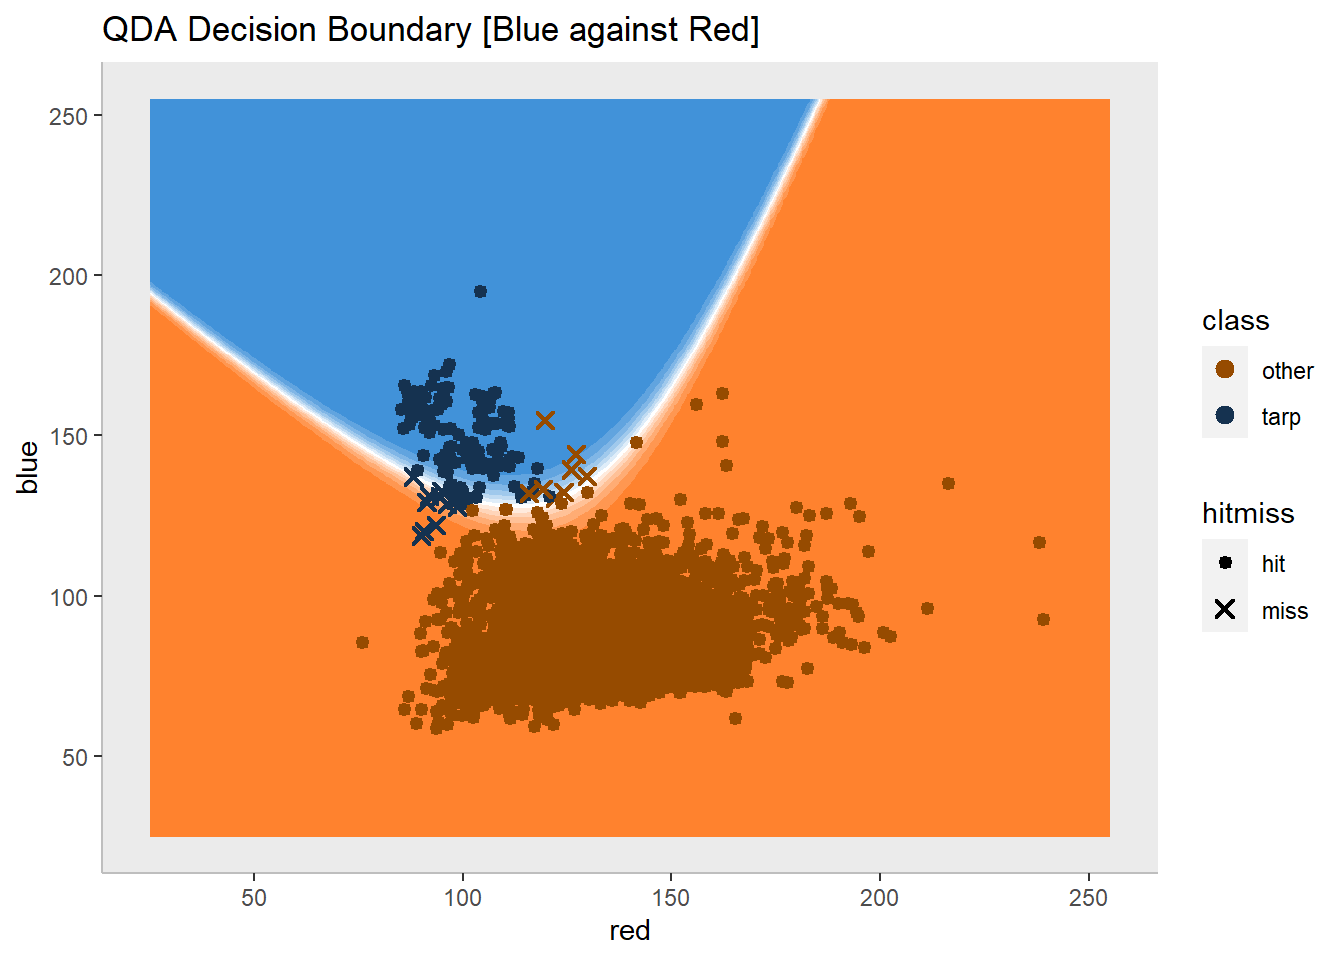 QDA Decision Boundary [Blue against Red]
250
200
150
100
50
blue
50
100
150
200
250
red
class
other
tarp
hitmiss
hit
miss